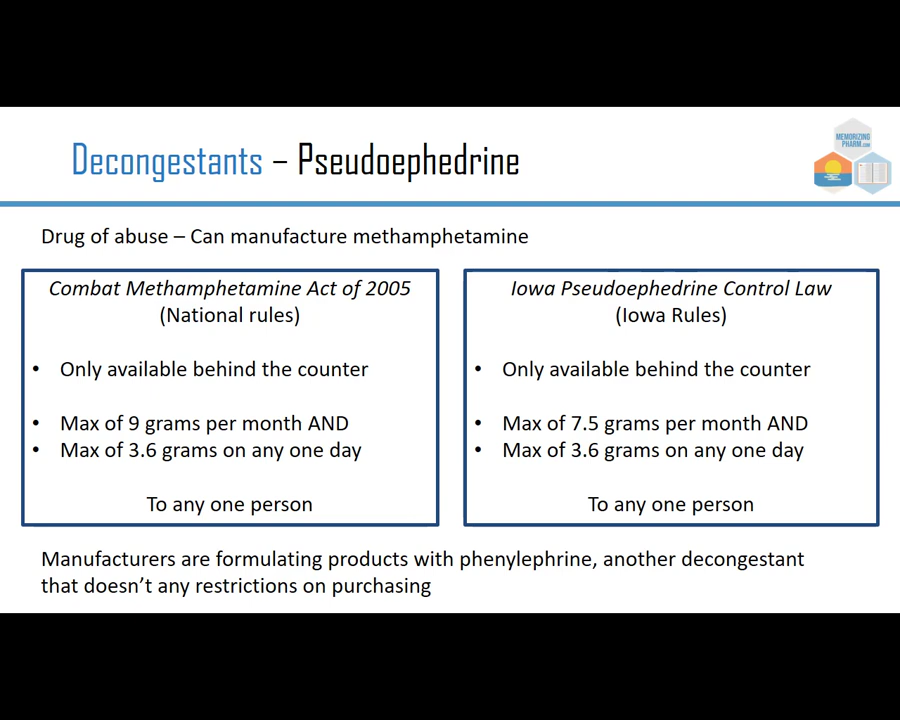 Decongestants – Pseudoephedrine
MEMORIZING
PHARM.COM
Drug of abuse – Can manufacture methamphetamine
Combat Methamphetamine Act of 2005
(National rules)
• Only available behind the counter
• Max of 9 grams per month AND
• Max of 3.6 grams on any one day
To any one person
Iowa Pseudoephedrine Control Law
(Iowa Rules)
• Only available behind the counter
• Max of 7.5 grams per month AND
• Max of 3.6 grams on any one day
To any one person
Manufacturers are formulating products with phenylephrine, another decongestant
that doesn’t any restrictions on purchasing